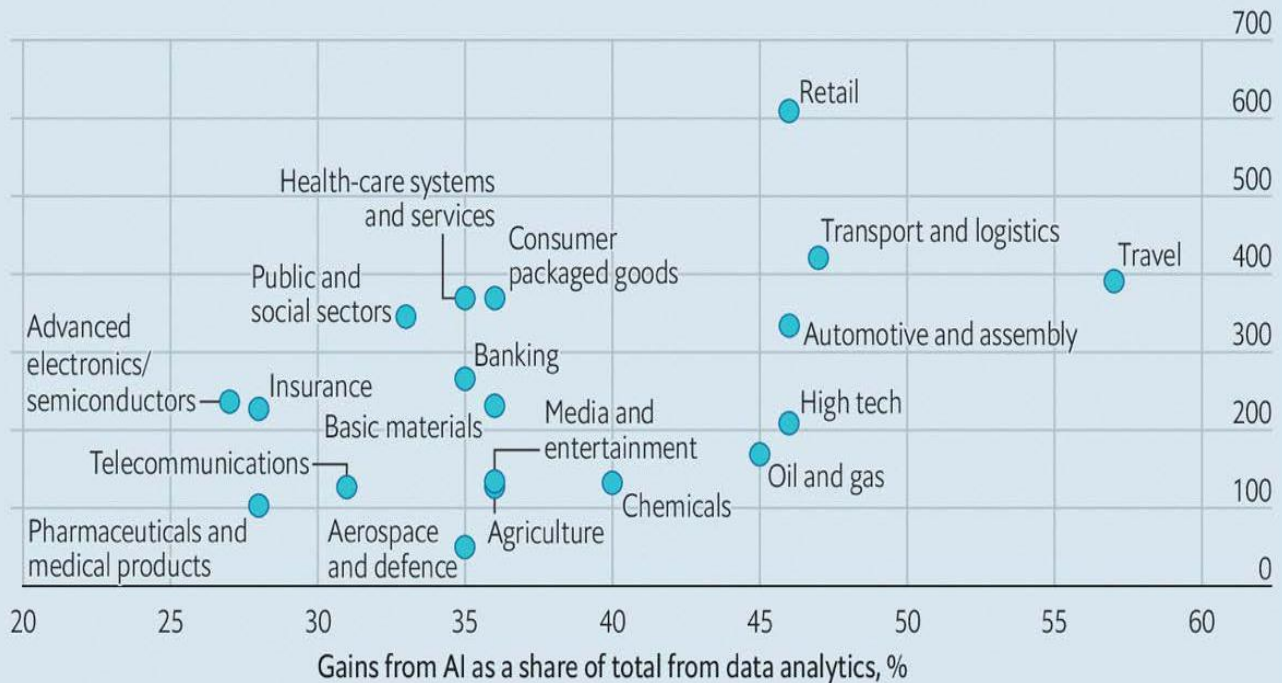 700
Retail
600
Health-care systems
and services
500
Consumer
packaged goods
Transport and logistics
Travel
400
Public and
social sectors
Advanced
electronics/
semiconductors
Automotive and assembly
300
Banking
Insurance
Basic materials
Media and
entertainment
High tech
200
Telecommunications
Oil and gas
Chemicals
100
Pharmaceuticals and
medical products
Aerospace
and defence
Agriculture
0
20 25 30 35 40 45 50 55 60
Gains from AI as a share of total from data analytics, %